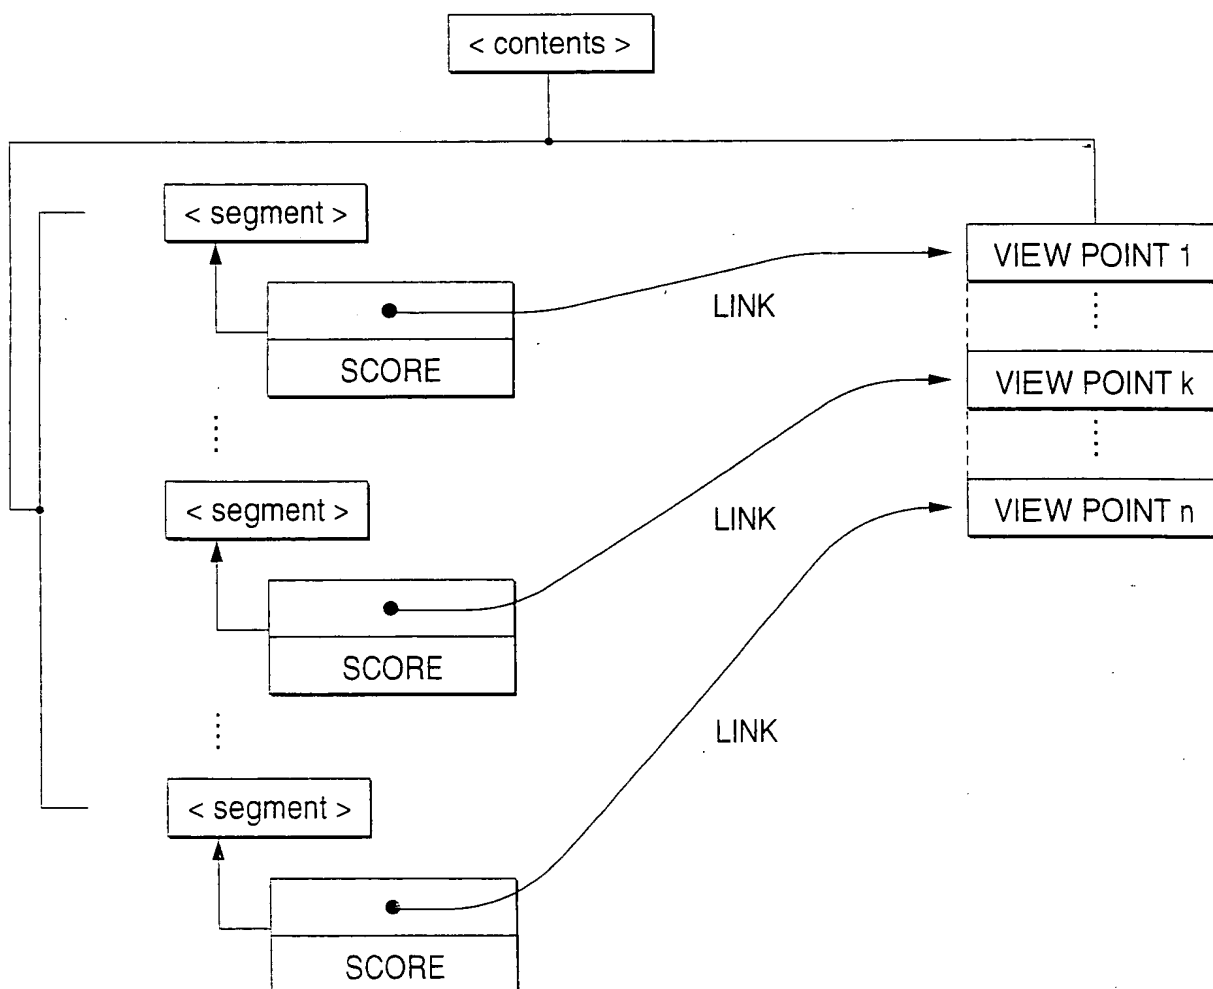 < contents >
< segment >
VIEW POINT 1
LINK
SCORE
VIEW POINT k
< segment >
VIEW POINT n
LINK
SCORE
LINK
< segment >
SCORE